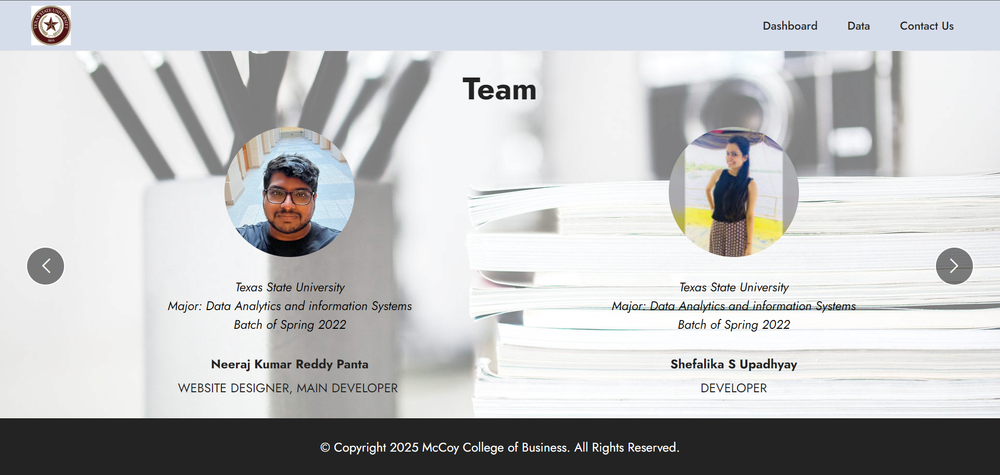 TEXAS STATE UNIVERSITY
1899
Dashboard
Data
Contact Us
Team
Texas State University
Major: Data Analytics and information Systems
Batch of Spring 2022
Neeraj Kumar Reddy Panta
WEBSITE DESIGNER, MAIN DEVELOPER
Texas State University
Major: Data Analytics and information Systems
Batch of Spring 2022
Shefalika S Upadhyay
DEVELOPER
© Copyright 2025 McCoy College of Business. All Rights Reserved.